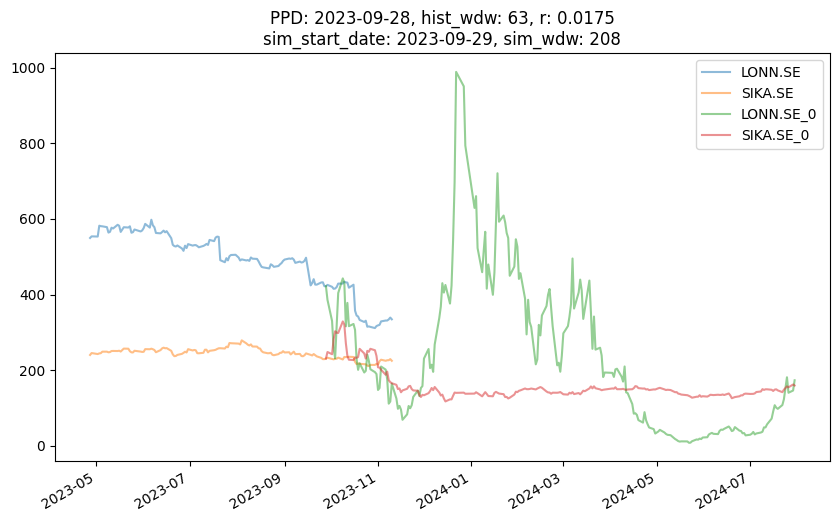 PPD: 2023-09-28, hist_wdw: 63, r: 0.0175
sim_start_date: 2023-09-29, sim_wdw: 208
1000
800
600
400
200
0
LONN.SE
SIKA.SE
LONN.SE_0
SIKA.SE_0
2023-05
2023-07
2023-09
2023-11
2024-01
2024-03
2024-05
2024-07